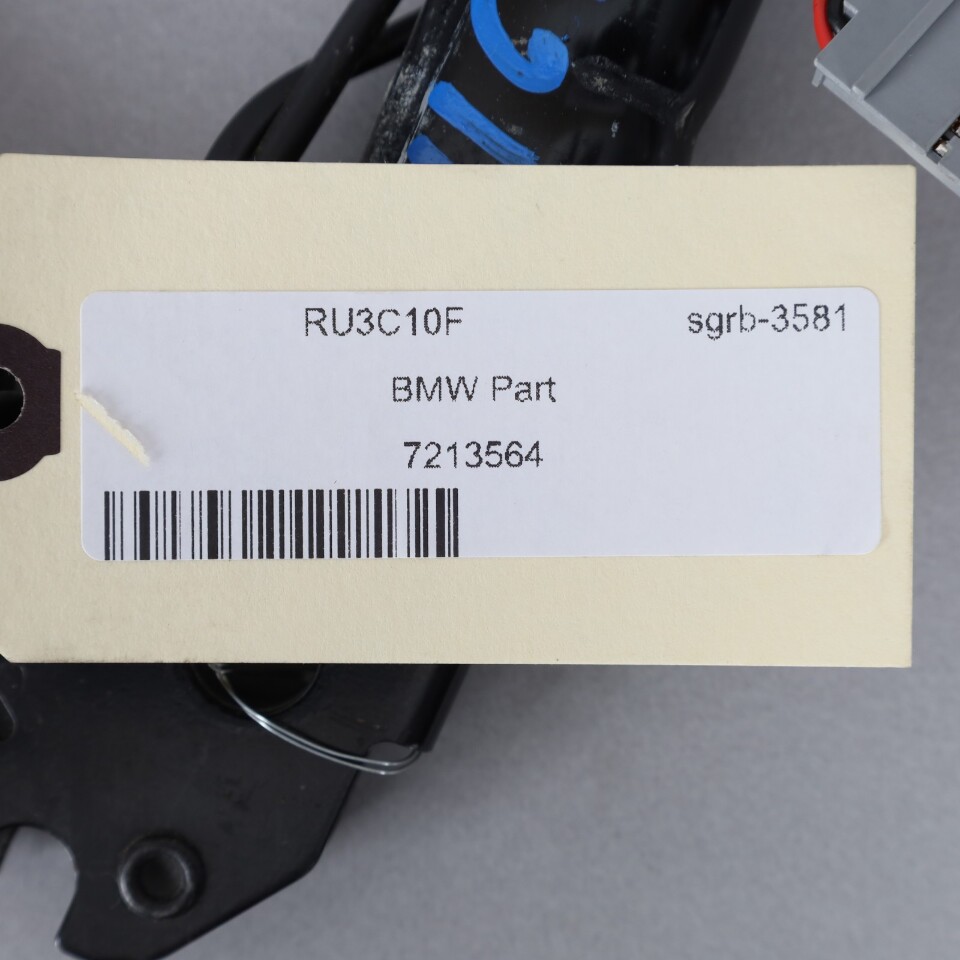 RU3C10F sgrb-3581
BMW Part
7213564